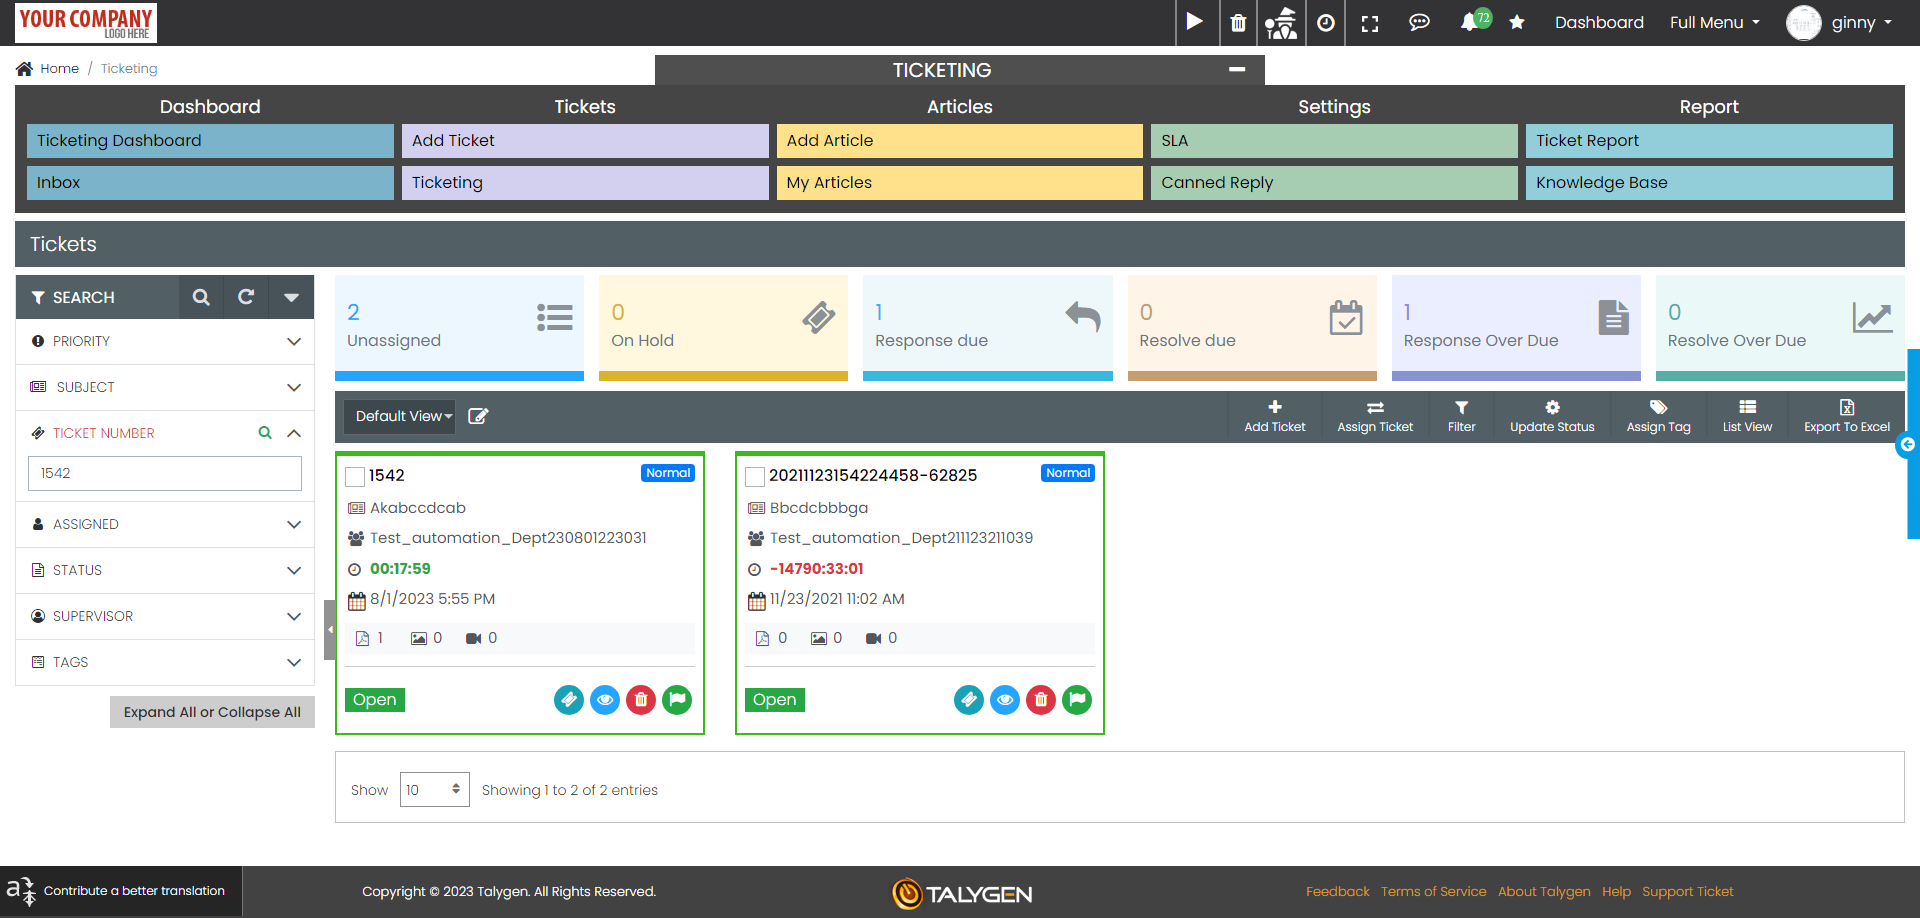 YOUR COMPANY
LOGO HERE
72
Dashboard
Full Menu
ginny
Home / Ticketing
TICKETING
Dashboard
Tickets
Articles
Settings
Report
Ticketing Dashboard
Add Ticket
Add Article
SLA
Ticket Report
Inbox
Ticketing
My Articles
Canned Reply
Knowledge Base
Tickets
SEARCH
PRIORITY
SUBJECT
TICKET NUMBER
1542
ASSIGNED
STATUS
SUPERVISOR
TAGS
Expand All or Collapse All
2
Unassigned
0
On Hold
1
Response due
0
Resolve due
1
Response Over Due
0
Resolve Over Due
Default View
Add Ticket
Assign Ticket
Filter
Update Status
Assign Tag
List View
Export To Excel
1542
Normal
Akabccdcab
Test_automation_Dept230801223031
00:17:59
8/1/2023 5:55 PM
1 0 0
Open
20211123154224458-62825
Normal
Bbcdcbbbga
Test_automation_Dept211123211039
-14790:33:01
11/23/2021 11:02 AM
0 0 0
Open
Show 10 Showing 1 to 2 of 2 entries
Contribute a better translation
Copyright © 2023 Talygen. All Rights Reserved.
TALYGEN
Feedback
Terms of Service
About Talygen
Help
Support Ticket